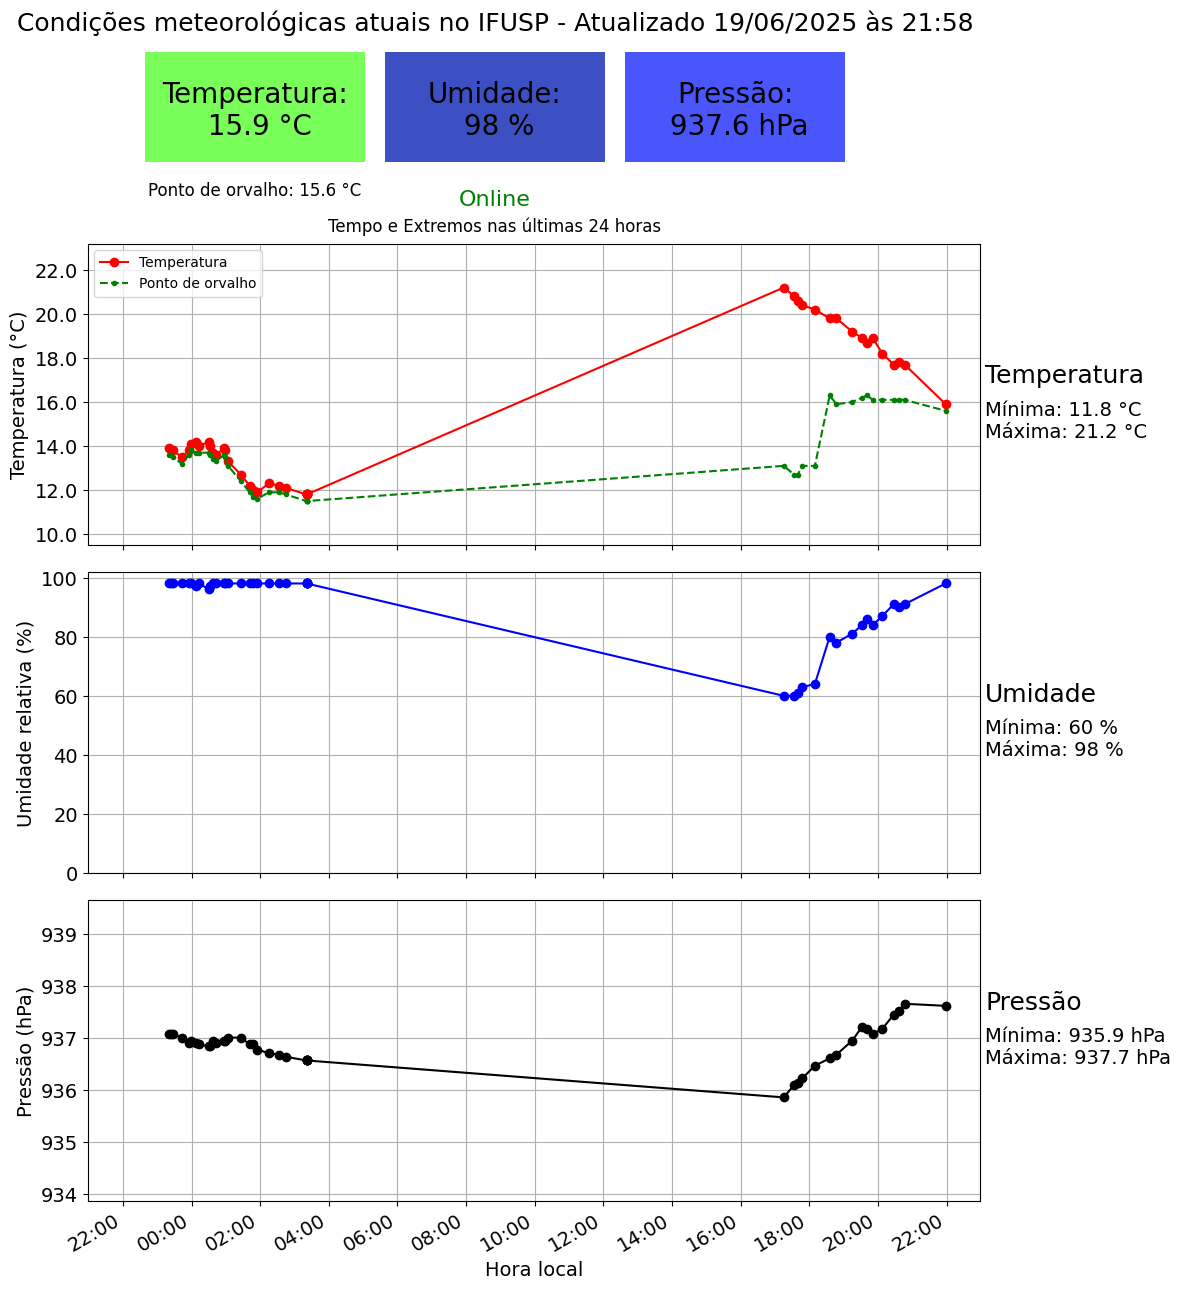 Condições meteorológicas atuais no IFUSP - Atualizado 19/06/2025 às 21:58
Temperatura:
15.9 °C
Umidade:
98 %
Pressão:
937.6 hPa
Ponto de orvalho: 15.6 °C
Online
Tempo e Extremos nas últimas 24 horas
Temperatura
Ponto de orvalho
Temperatura (°C)
22.0
20.0
18.0
16.0
14.0
12.0
10.0
Temperatura
Mínima: 11.8 °C
Máxima: 21.2 °C
Umidade relativa (%)
100
80
60
40
20
0
Umidade
Mínima: 60 %
Máxima: 98 %
Pressão (hPa)
939
938
937
936
935
934
Pressão
Mínima: 935.9 hPa
Máxima: 937.7 hPa
22:00 00:00 02:00 04:00 06:00 08:00 10:00 12:00 14:00 16:00 18:00 20:00 22:00
Hora local